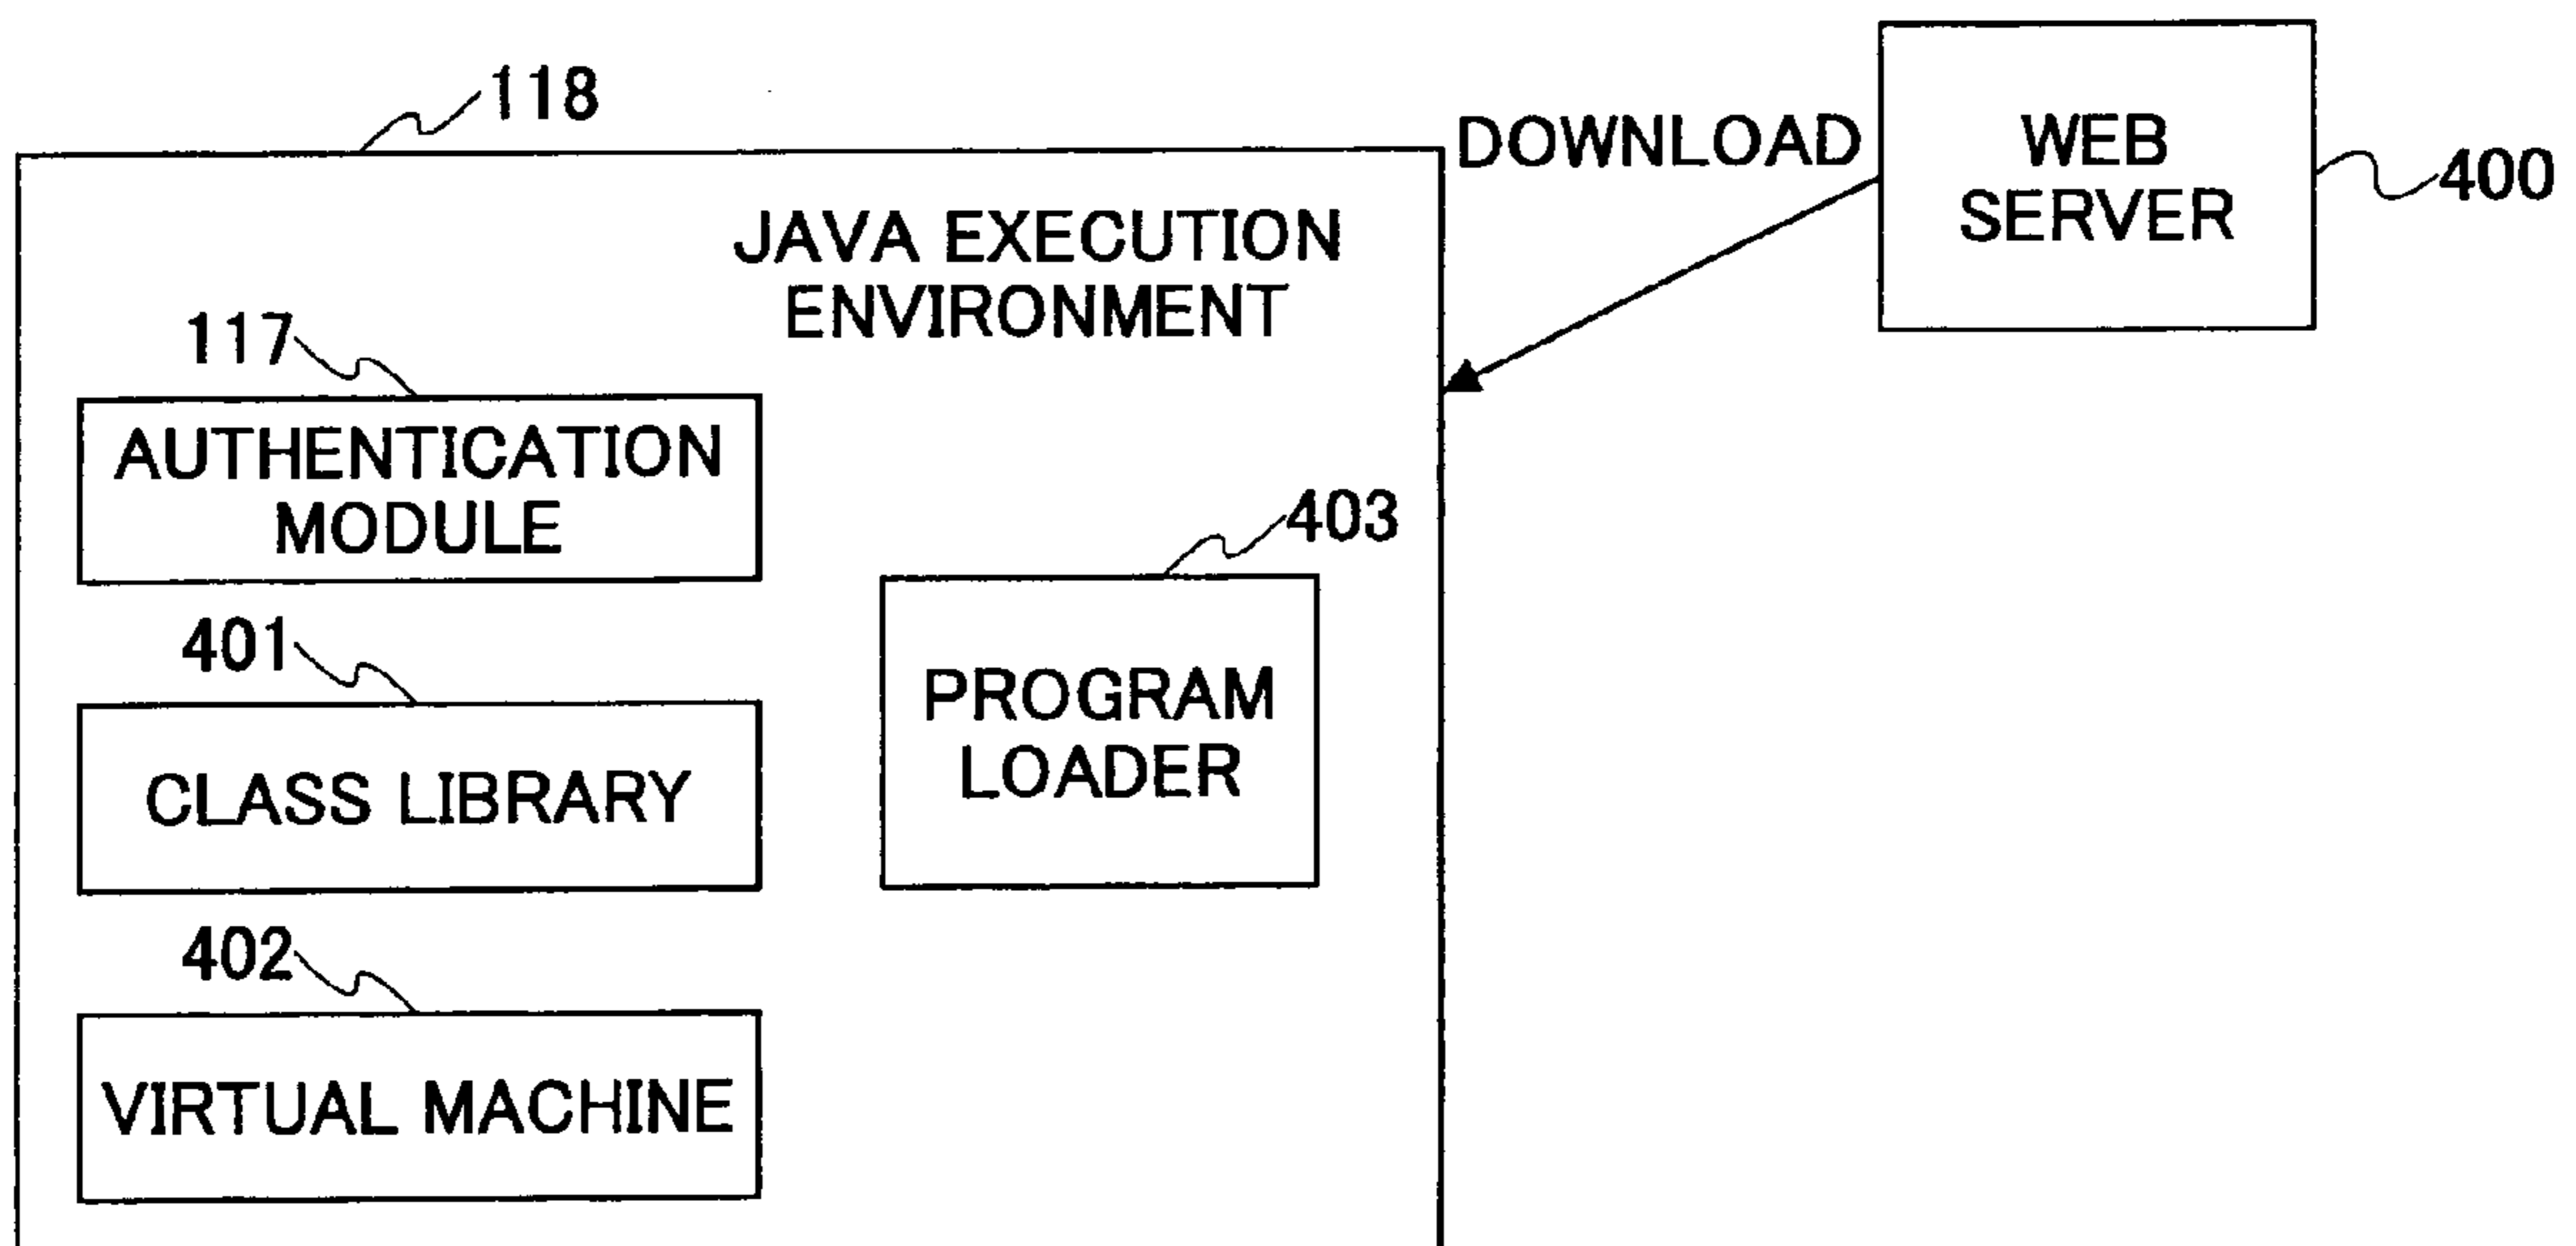 118
DOWNLOAD
WEB
SERVER
400
JAVA EXECUTION
ENVIRONMENT
117
AUTHENTICATION
MODULE
403
401
PROGRAM
LOADER
CLASS LIBRARY
402
VIRTUAL MACHINE